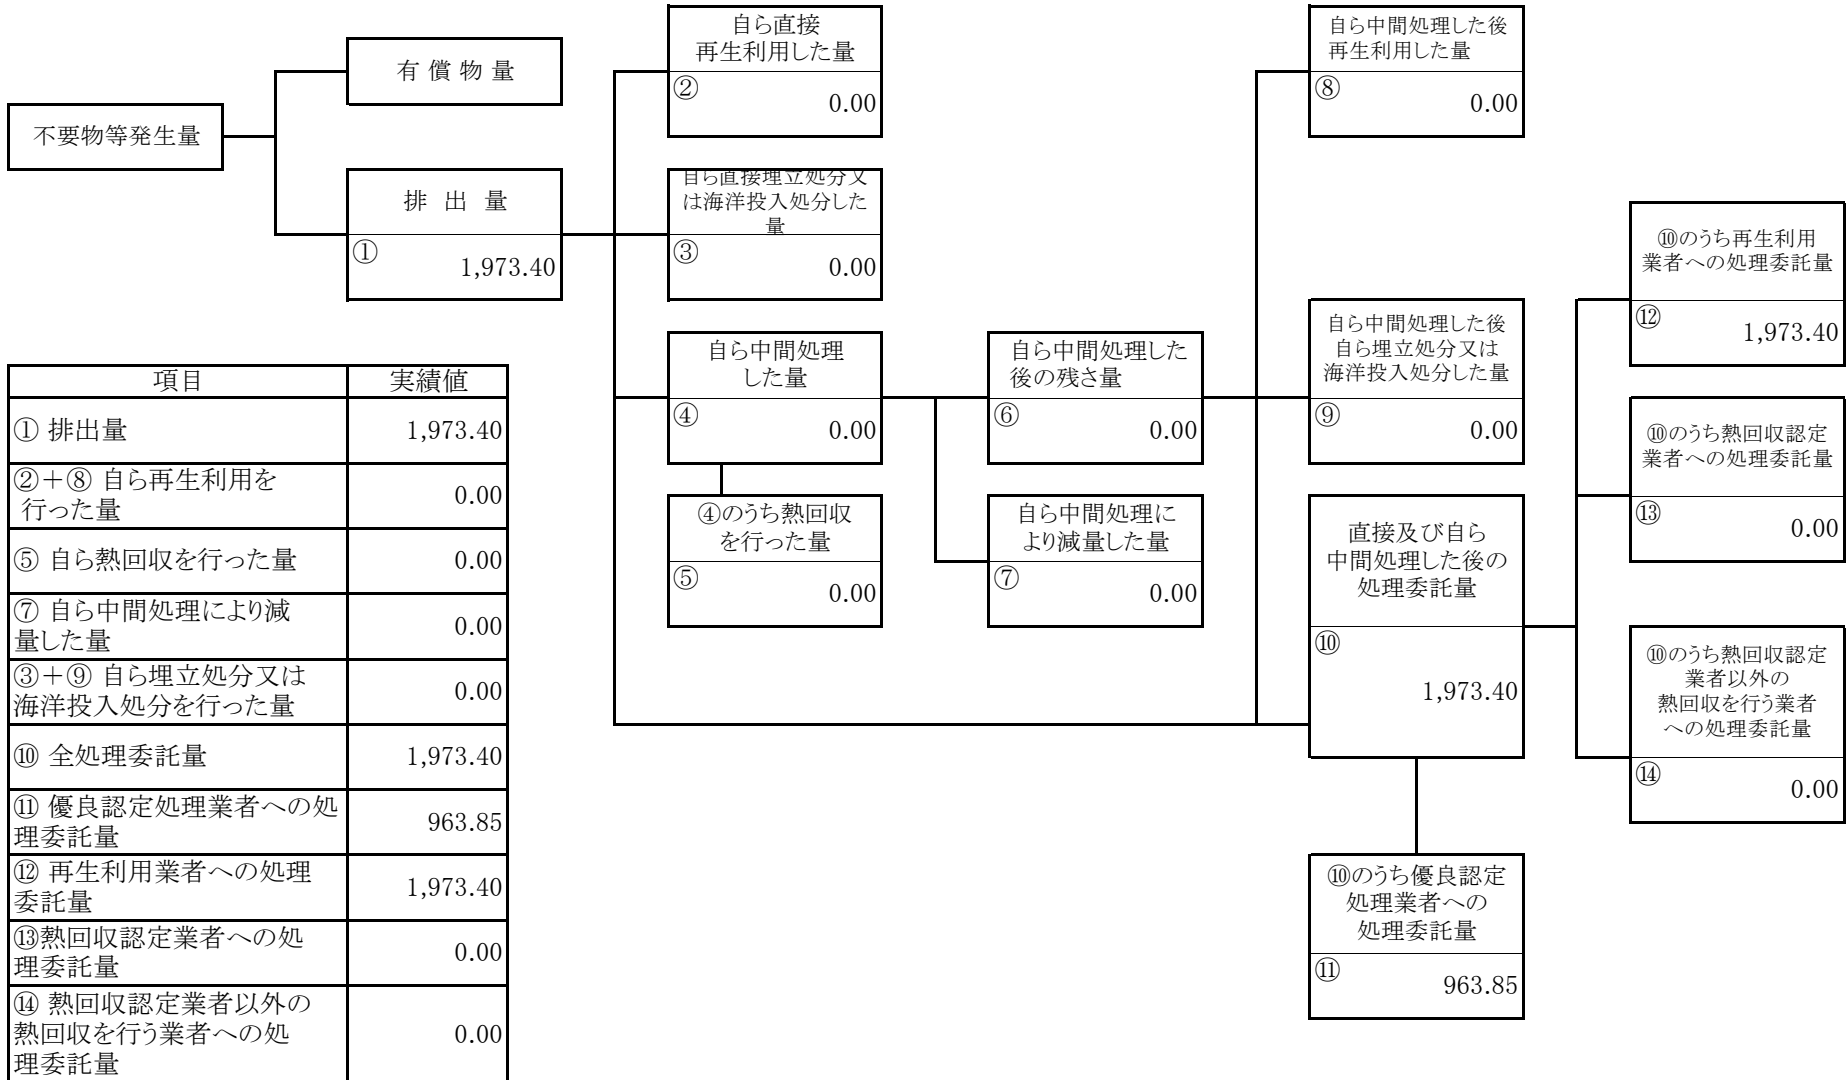 不要物等発生量
有 償 物 量
排 出 量
①
1,973.40
自ら直接
再生利用した量
②
0.00
自ら直接埋立処分又
は海洋投入処分した
量
③
0.00
自ら中間処理
した量
④
0.00
④のうち熱回収
を行った量
⑤
0.00
自ら中間処理した
後の残さ量
⑥
0.00
自ら中間処理に
より減量した量
⑦
0.00
自ら中間処理した後
再生利用した量
⑧
0.00
自ら中間処理した後
自ら埋立処分又は
海洋投入処分した量
⑨
0.00
直接及び自ら
中間処理した後の
処理委託量
⑩
1,973.40
⑩のうち優良認定
処理業者への
処理委託量
⑪
963.85
⑩のうち再生利用
業者への処理委託量
⑫
1,973.40
⑩のうち熱回収認定
業者への処理委託量
⑬
0.00
⑩のうち熱回収認定
業者以外の
熱回収を行う業者
への処理委託量
⑭
0.00
項目 実績値
① 排出量 1,973.40
②+⑧ 自ら再生利用を
行った量 0.00
⑤ 自ら熱回収を行った量 0.00
⑦ 自ら中間処理により減
量した量 0.00
③+⑨ 自ら埋立処分又は
海洋投入処分を行った量 0.00
⑩ 全処理委託量 1,973.40
⑪ 優良認定処理業者への処
理委託量 963.85
⑫ 再生利用業者への処理
委託量 1,973.40
⑬熱回収認定業者への処
理委託量 0.00
⑭ 熱回収認定業者以外の
熱回収を行う業者への処
理委託量 0.00